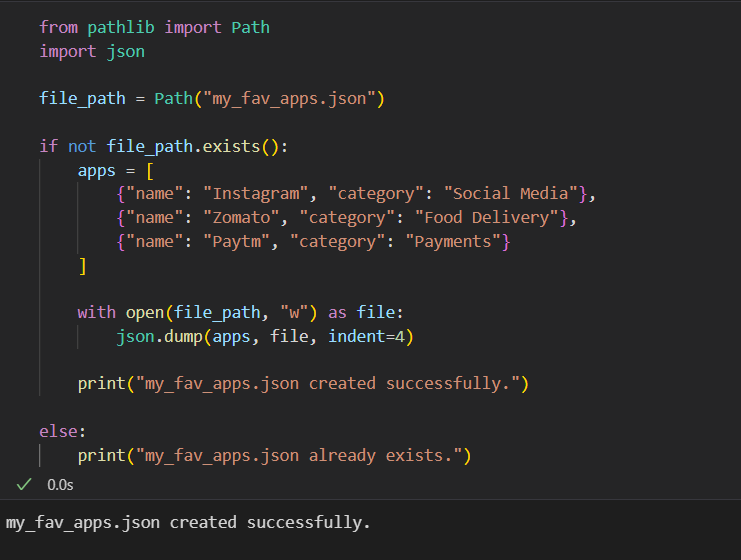 from pathlib import Path
import json
file_path = Path("my_fav_apps.json")
if not file_path.exists():
    apps = [
        {"name": "Instagram", "category": "Social Media"},
        {"name": "Zomato", "category": "Food Delivery"},
        {"name": "Paytm", "category": "Payments"}
    ]
    with open(file_path, "w") as file:
        json.dump(apps, file, indent=4)
    print("my_fav_apps.json created successfully.")
else:
    print("my_fav_apps.json already exists.")
0.0s
my_fav_apps.json created successfully.